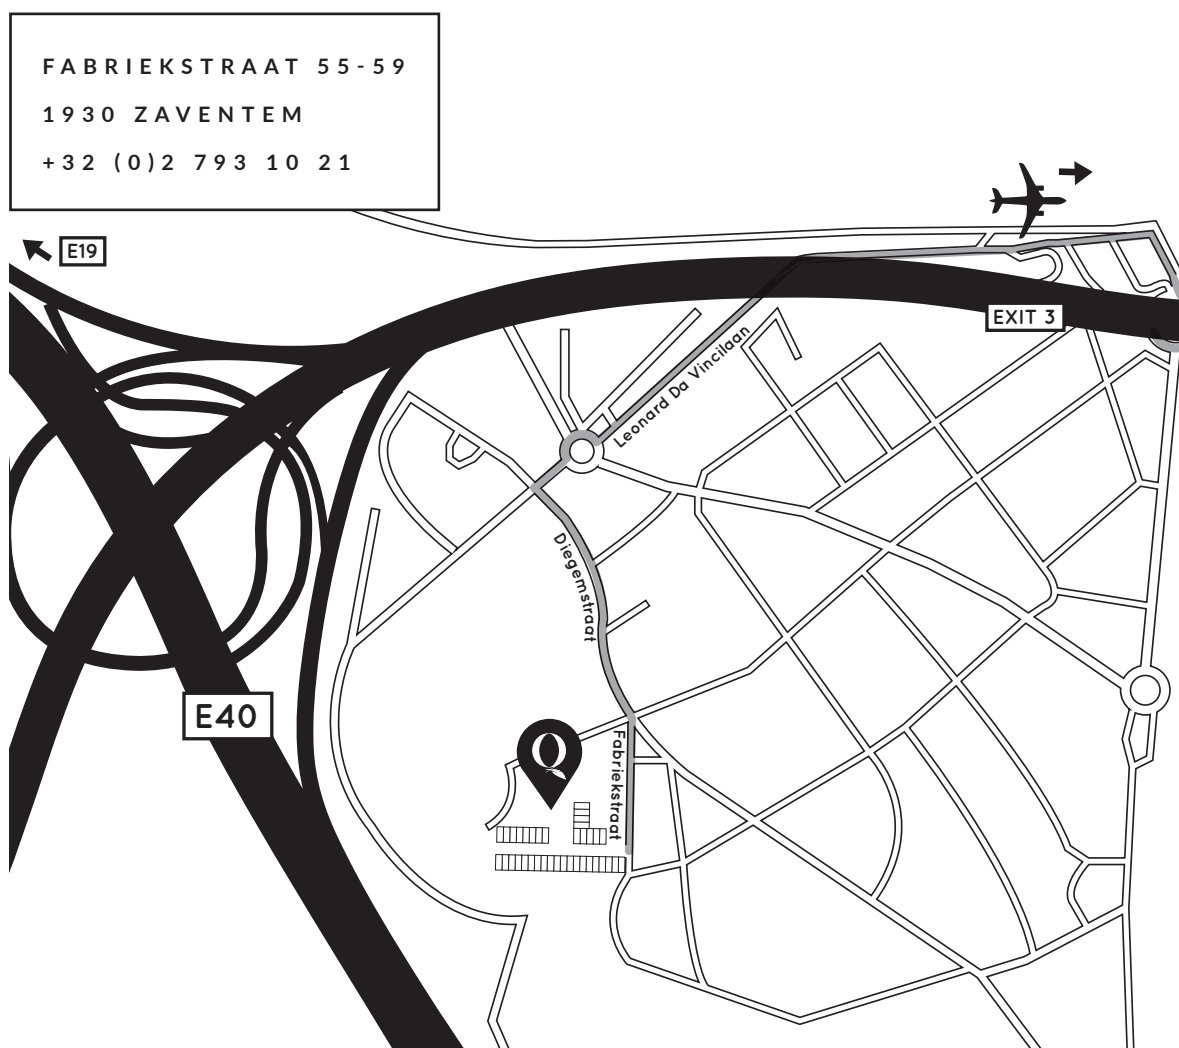 FABRIEKSTRAAT 55-59
1930 ZAVENTEM
+32 (0)2 793 10 21
E19
EXIT 3
Leonard Da Vincilaan
Diegemstraat
E40
Q
Fabriekstraat